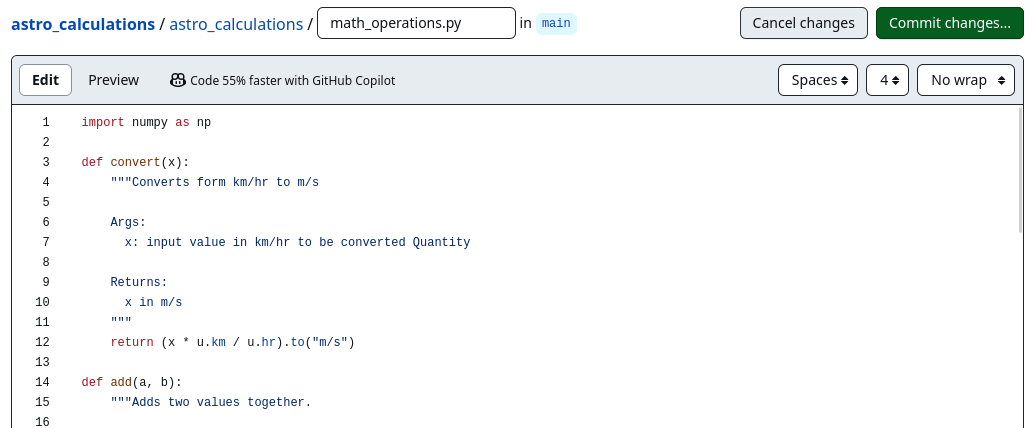 astro_calculations / astro_calculations / math_operations.py in main Cancel changes Commit changes...
Edit Preview Code 55% faster with GitHub Copilot Spaces 4 No wrap
1 import numpy as np
2
3 def convert(x):
4 """Converts form km/hr to m/s
5
6 Args:
7 x: input value in km/hr to be converted Quantity
8
9 Returns:
10 x in m/s
11 """
12 return (x * u.km / u.hr).to("m/s")
13
14 def add(a, b):
15 """Adds two values together.
16